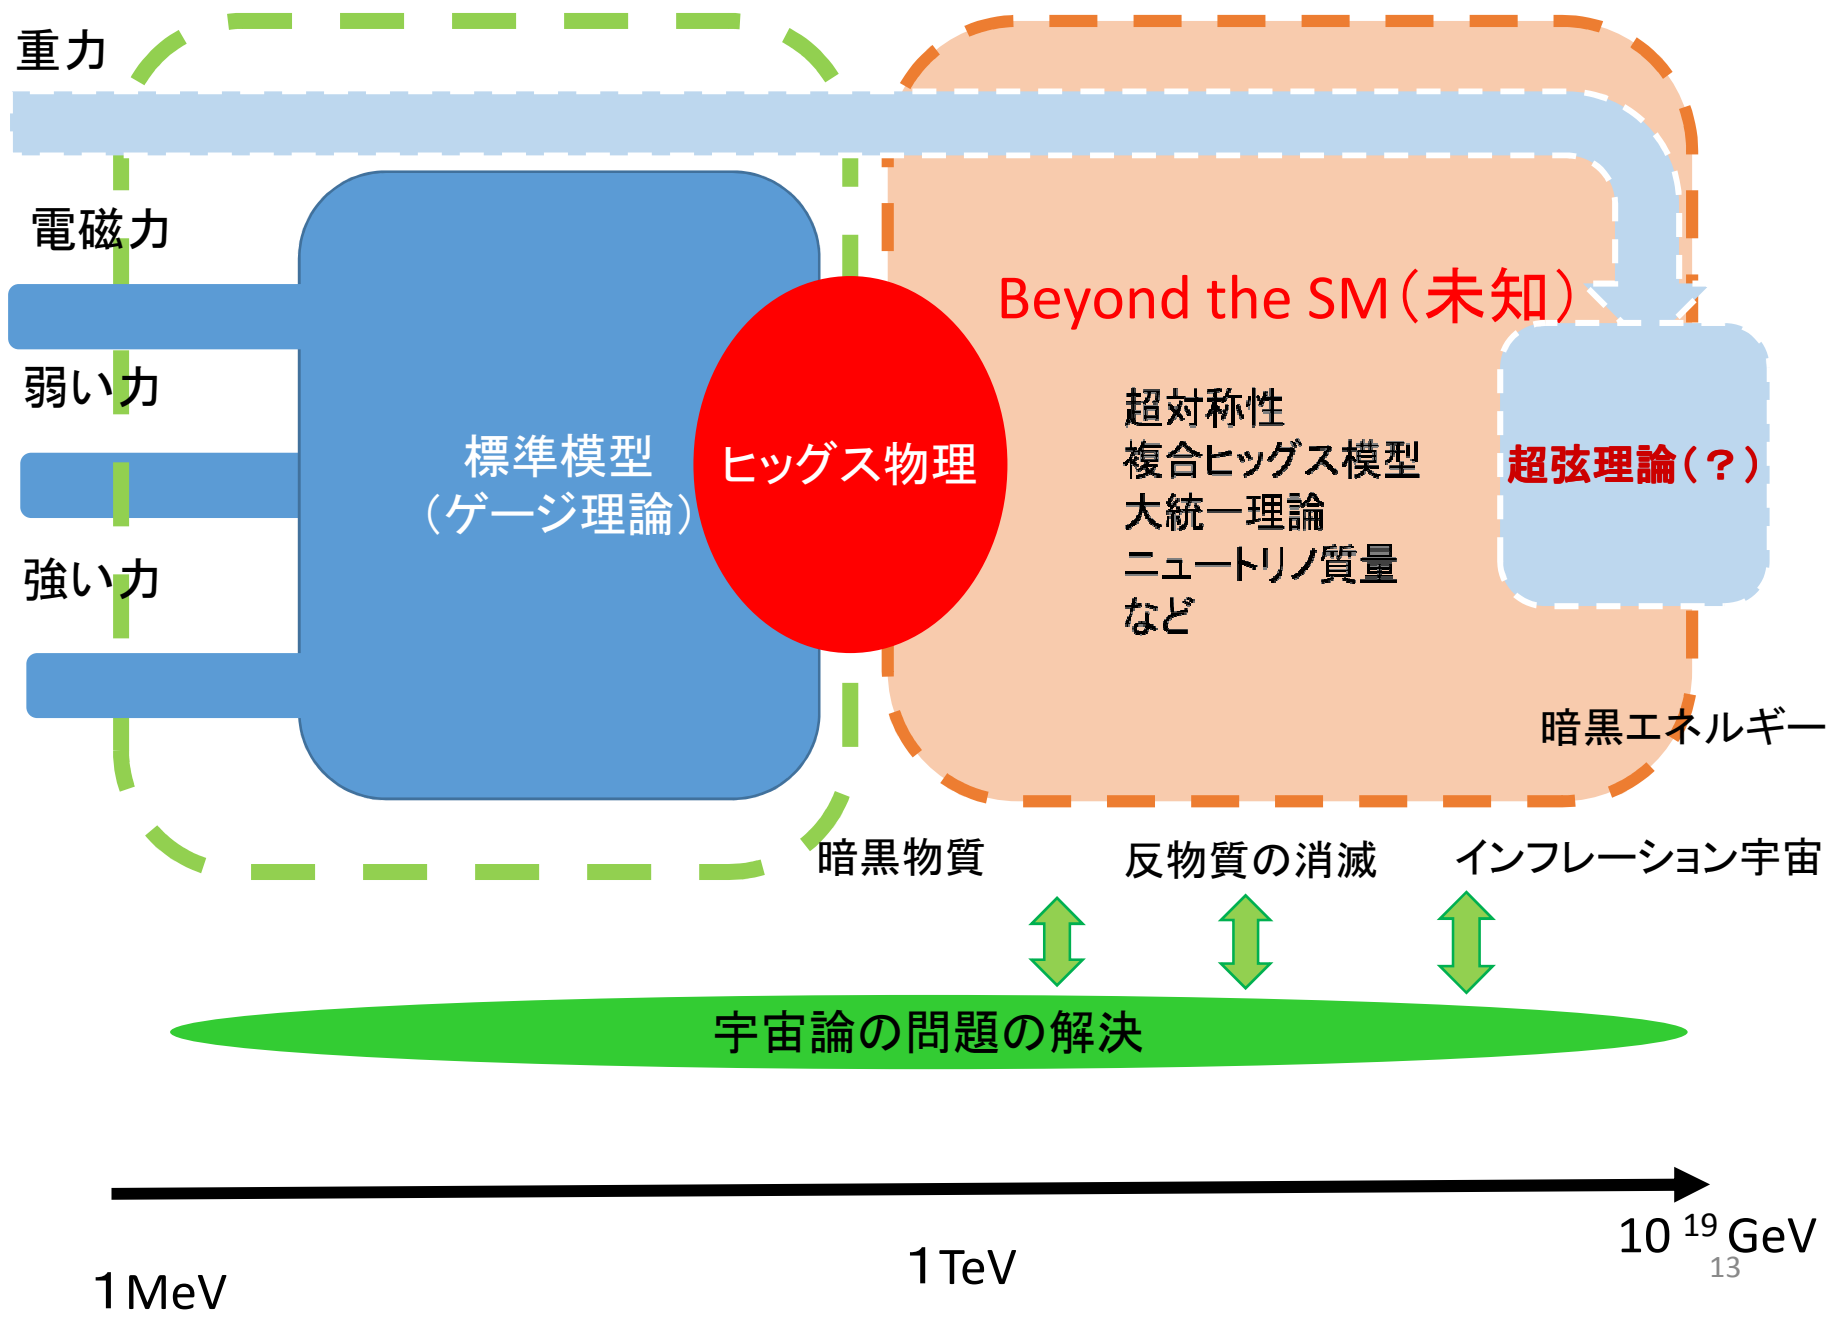 重力
電磁力
弱い力
強い力
標準模型
（ゲージ理論）
ヒッグス物理
Beyond the SM（未知）
超対称性
複合ヒッグス模型
大統一理論
ニュートリノ質量
など
超弦理論（？）
暗黒エネルギー
暗黒物質
反物質の消滅
インフレーション宇宙
宇宙論の問題の解決
１MeV
１TeV
10 19 GeV
13